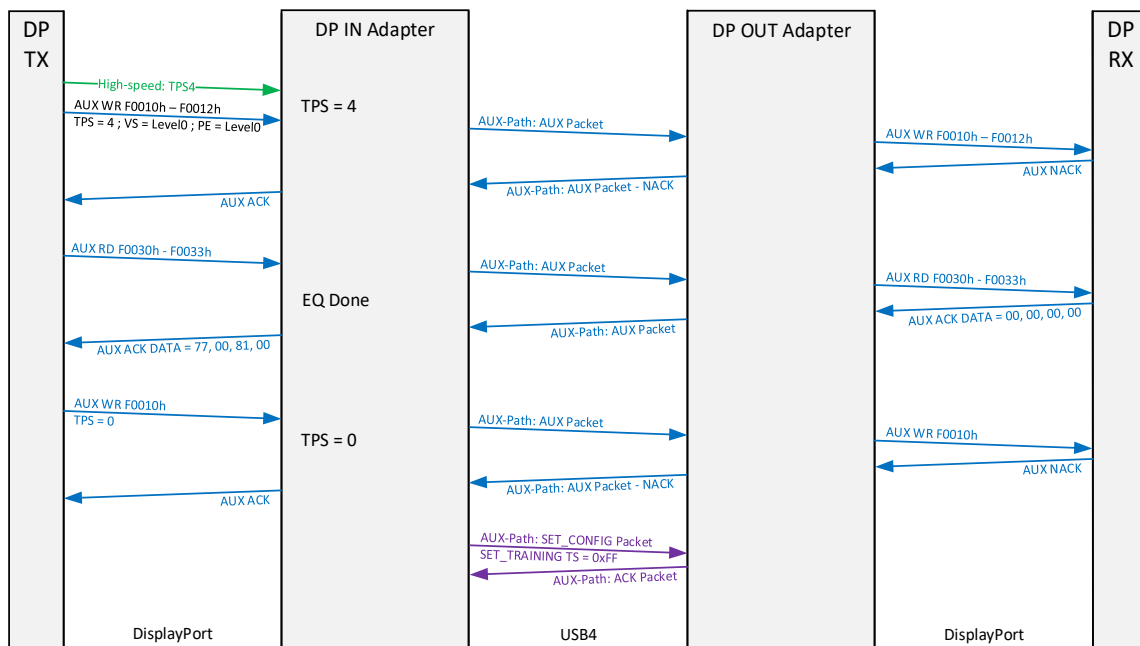 DP
TX
DP IN Adapter
DP OUT Adapter
DP
RX
High-speed: TPS4
AUX WR F0010h – F0012h
TPS = 4 ; VS = Level0 ; PE = Level0
TPS = 4
AUX-Path: AUX Packet
AUX WR F0010h – F0012h
AUX NACK
AUX-Path: AUX Packet - NACK
AUX ACK
AUX RD F0030h - F0033h
AUX-Path: AUX Packet
AUX RD F0030h - F0033h
EQ Done
AUX ACK DATA = 00, 00, 00, 00
AUX-Path: AUX Packet
AUX ACK DATA = 77, 00, 81, 00
AUX WR F0010h
TPS = 0
TPS = 0
AUX-Path: AUX Packet
AUX WR F0010h
AUX NACK
AUX-Path: AUX Packet - NACK
AUX ACK
AUX-Path: SET_CONFIG Packet
SET_TRAINING TS = 0xFF
AUX-Path: ACK Packet
DisplayPort
USB4
DisplayPort